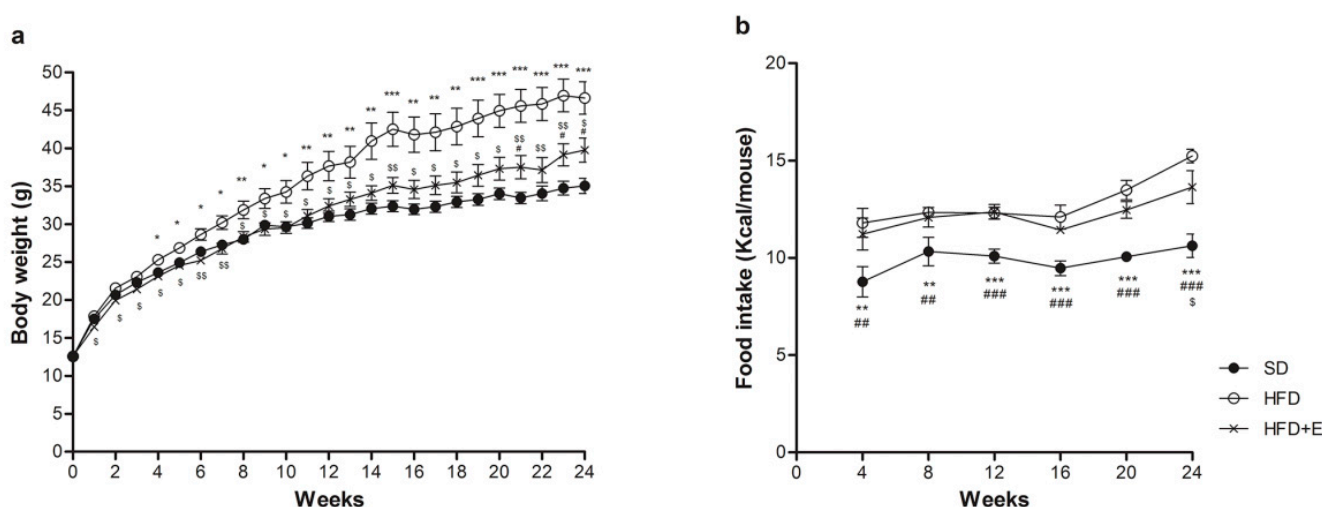 a
Body weight (g)
50
45
40
35
30
25
20
15
10
5
0
* * * * ** * * ** ** ** ** *** ** ** ** *** *** *** *** *** ***
$ $ $ $ $ $$ $$ $ $ $ $ $ $ $ $$ $ $ $ $ $ $$ $$ $$ $
# # #
0 2 4 6 8 10 12 14 16 18 20 22 24
Weeks
b
Food intake (Kcal/mouse)
20
15
10
5
0
** ** *** *** *** ***
## ## ### ### ### ###
$
0 4 8 12 16 20 24
Weeks
SD
HFD
HFD+E